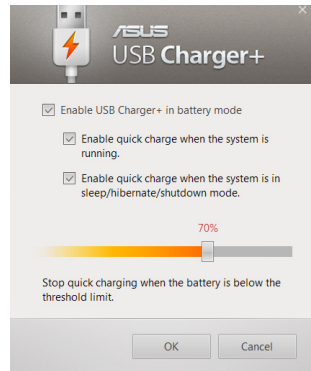 ASUS
USB Charger+
Enable USB Charger+ in battery mode
Enable quick charge when the system is
running.
Enable quick charge when the system is in
sleep/hibernate/shutdown mode.
70%
Stop quick charging when the battery is below the
threshold limit.
OK Cancel